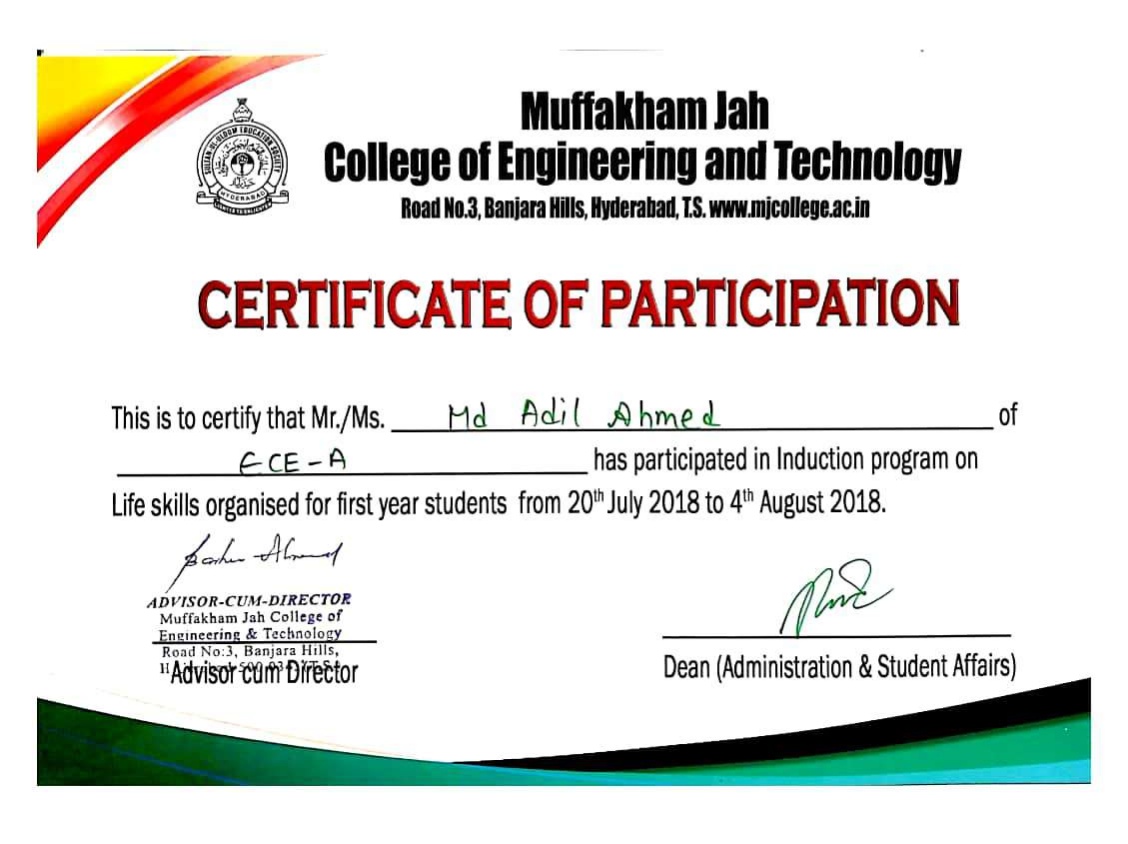 Muffakham Jah
College of Engineering and Technology
Road No.3, Banjara Hills, Hyderabad, T.S. www.mjcollege.ac.in
SULTAN-UL-ULOOM EDUCATION SOCIETY
HYDERABAD
CERTIFICATE OF PARTICIPATION
This is to certify that Mr./Ms. Md Adil Ahmed of
ECE-A has participated in Induction program on
Life skills organised for first year students from 20th July 2018 to 4th August 2018.
ADVISOR-CUM-DIRECTOR
Muffakham Jah College of
Engineering & Technology
Road No:3, Banjara Hills,
Advisor cum Director
Dean (Administration & Student Affairs)